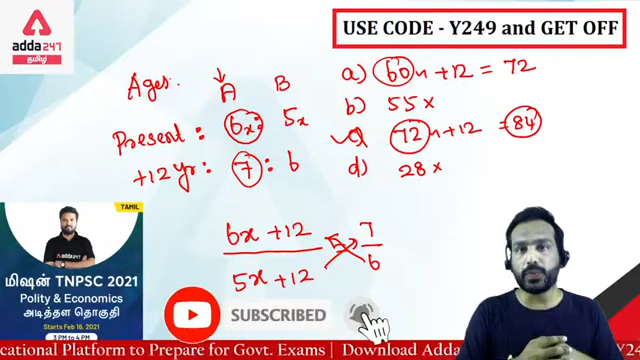 adda247
தமிழ்
USE CODE - Y249 and GET OFF
Ages:
A B
Present : 6x : 5x
+12yr : 7 : 6
a) 60 +12 = 72
b) 55 x
c) 72 +12 = 84
d) 28 x
6x + 12
5x + 12
7
6
TAMIL
மிஷன் TNPSC 2021
Polity & Economics
அடித்தள தொகுதி
Starts Feb 16, 2021
3 PM to 4 PM
SUBSCRIBED
cational Platform to Prepare for Govt. Exams | Download Adda
Y24